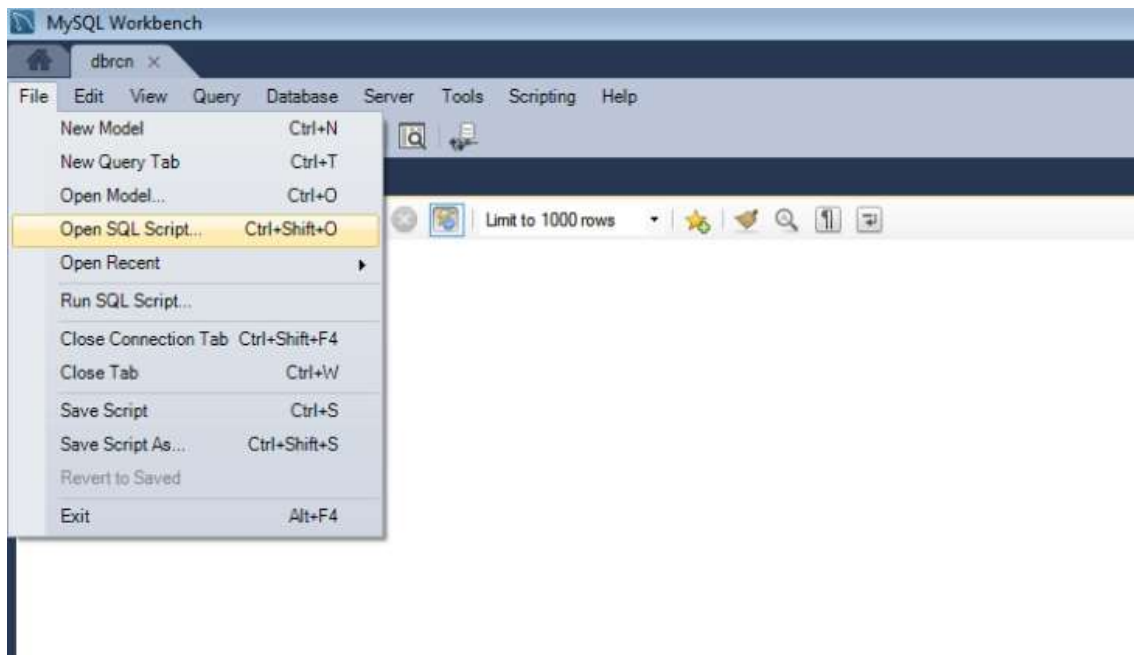 MySQL Workbench
dbrcn
File Edit View Query Database Server Tools Scripting Help
New Model Ctrl+N
New Query Tab Ctrl+T
Open Model... Ctrl+O
Open SQL Script... Ctrl+Shift+O
Limit to 1000 rows
Open Recent
Run SQL Script...
Close Connection Tab Ctrl+Shift+F4
Close Tab Ctrl+W
Save Script Ctrl+S
Save Script As... Ctrl+Shift+S
Revert to Saved
Exit Alt+F4